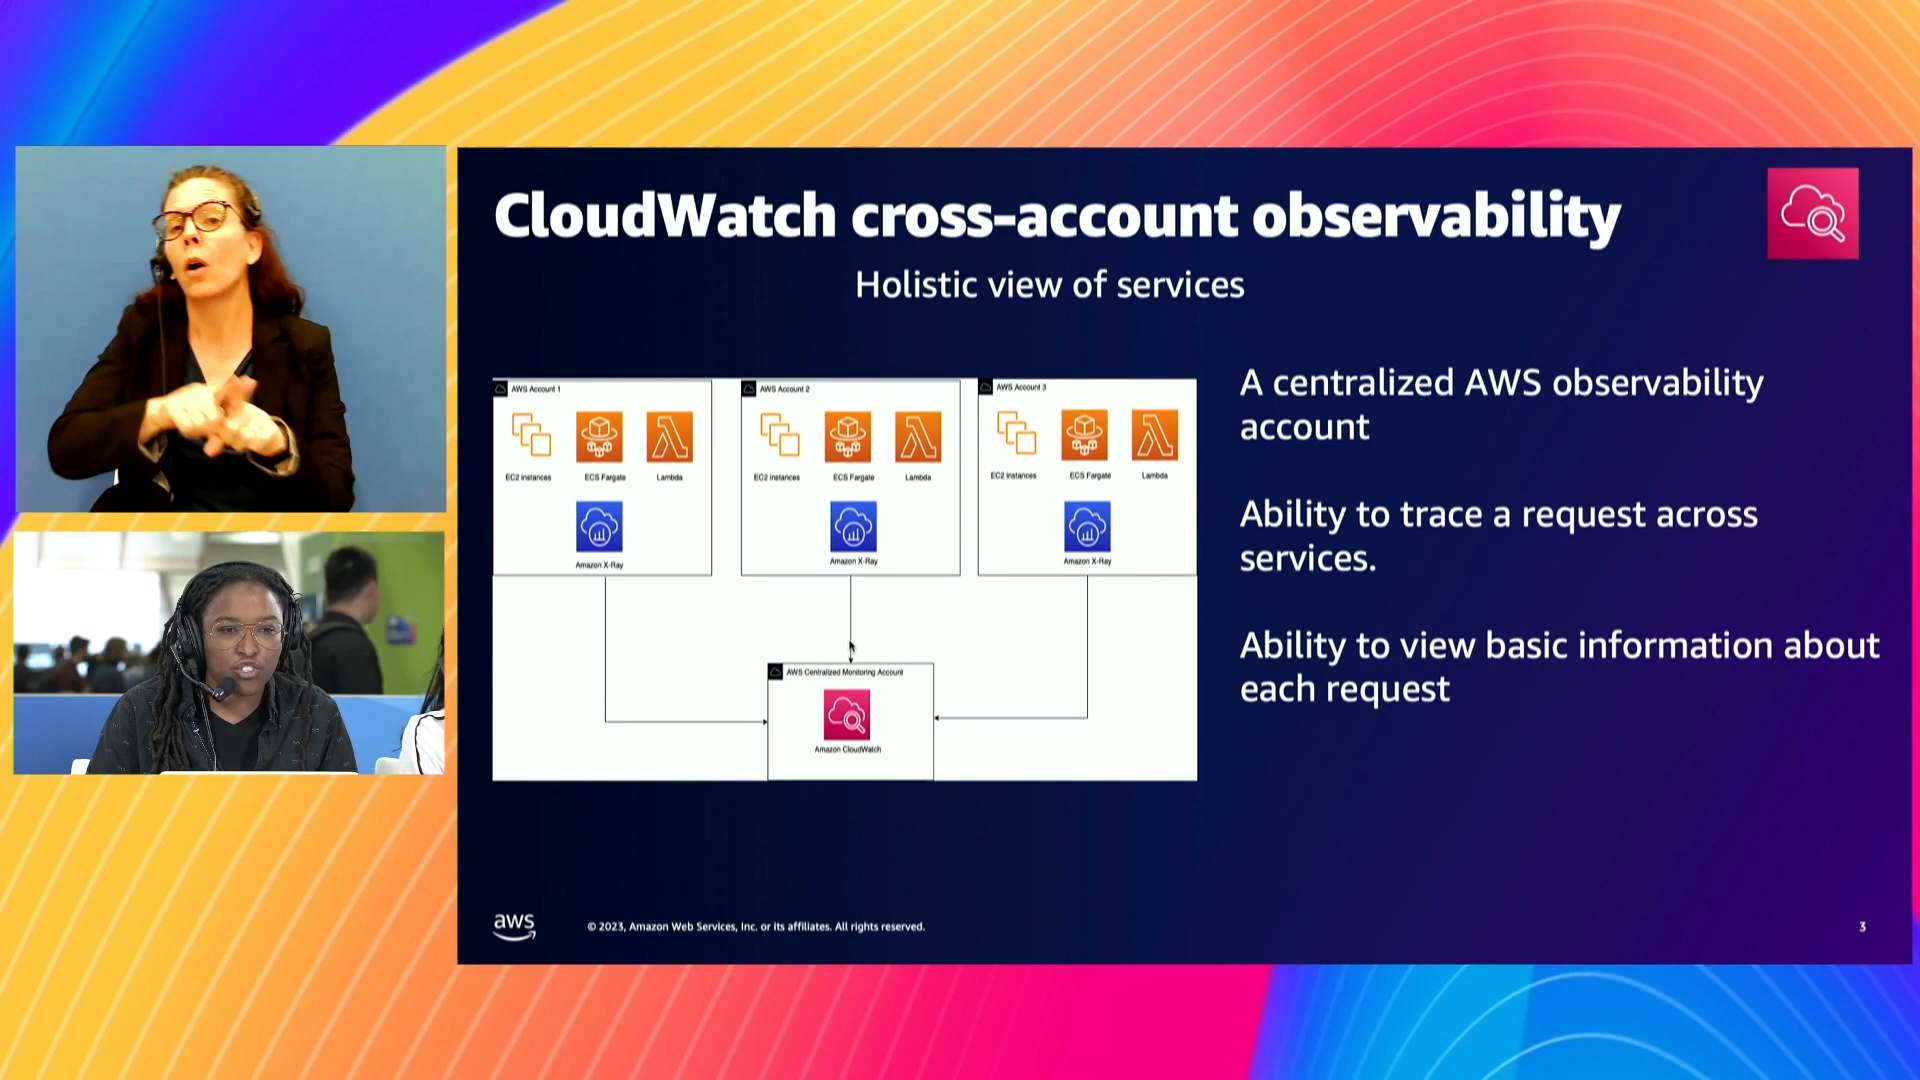 CloudWatch cross-account observability
Holistic view of services
AWS Account 1
EC2 instances
ECS Fargate
Lambda
Amazon X-Ray
AWS Account 2
EC2 instances
ECS Fargate
Lambda
Amazon X-Ray
AWS Account 3
EC2 instances
ECS Fargate
Lambda
Amazon X-Ray
AWS Centralized Monitoring Account
Amazon CloudWatch
A centralized AWS observability
account
Ability to trace a request across
services.
Ability to view basic information about
each request
aws
© 2023, Amazon Web Services, Inc. or its affiliates. All rights reserved.
3